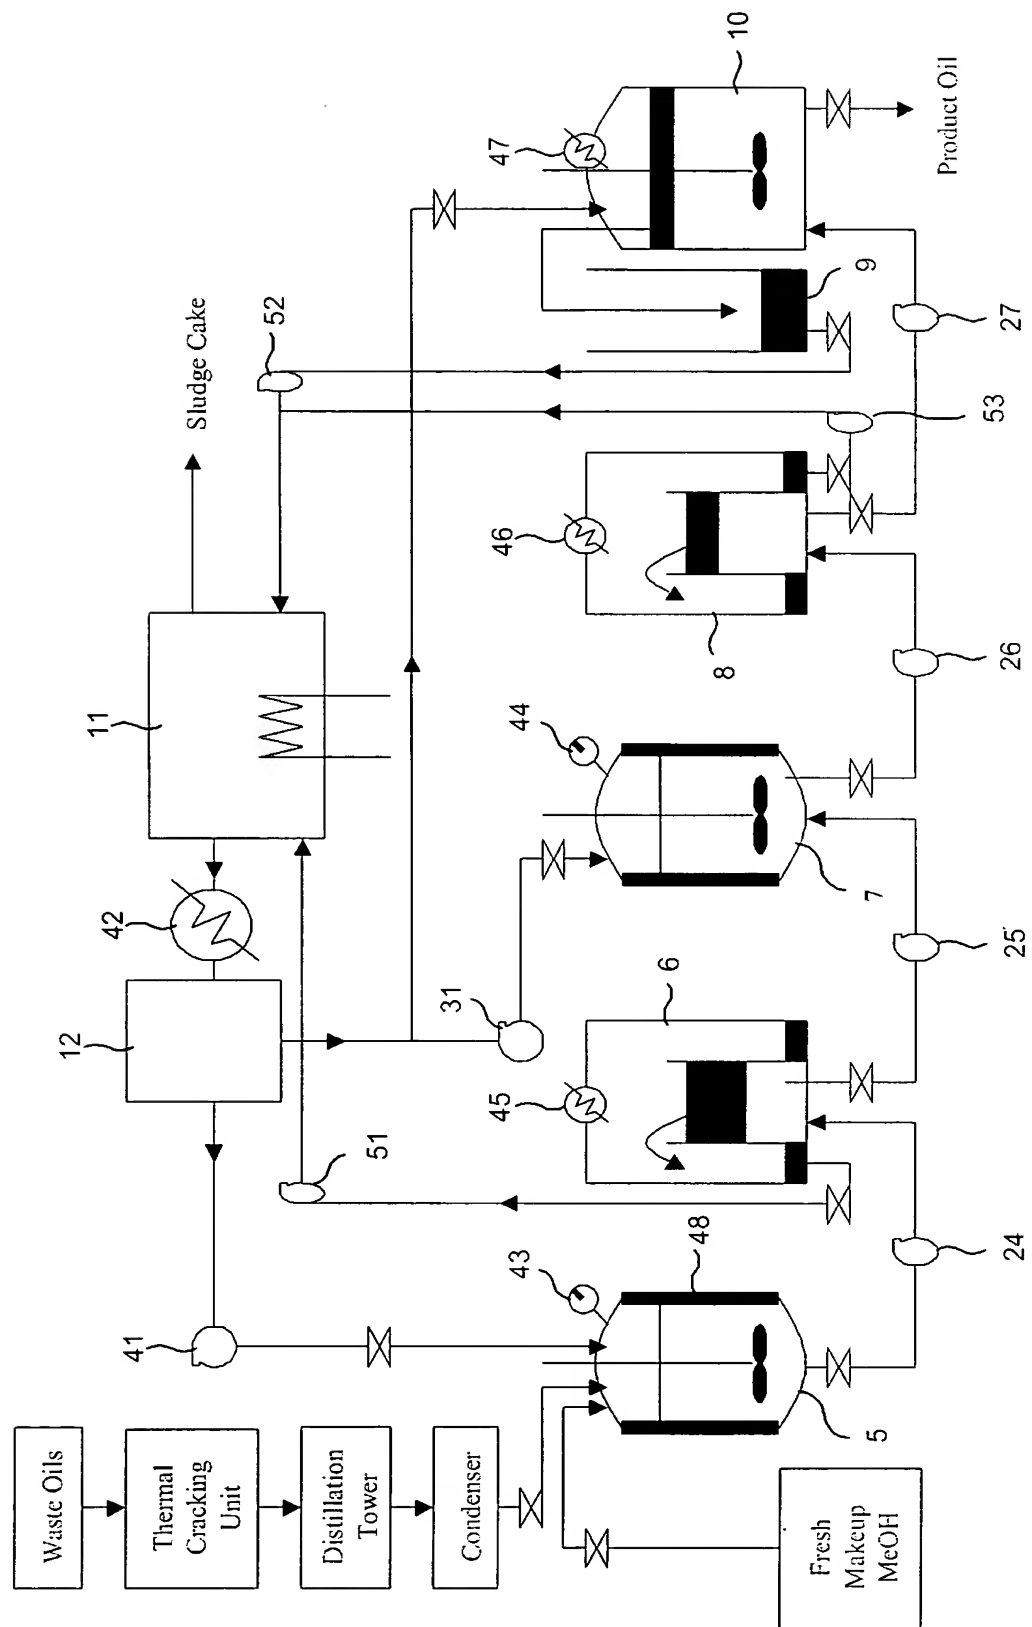 Waste Oils
Thermal
Cracking
Unit
Distillation
Tower
Condenser
Fresh
Makeup
MeOH
41
43
48
5
24
12
42
11
51
45
6
31
25
7
44
Sludge Cake
52
46
8
26
53
47
10
9
27
Product Oil